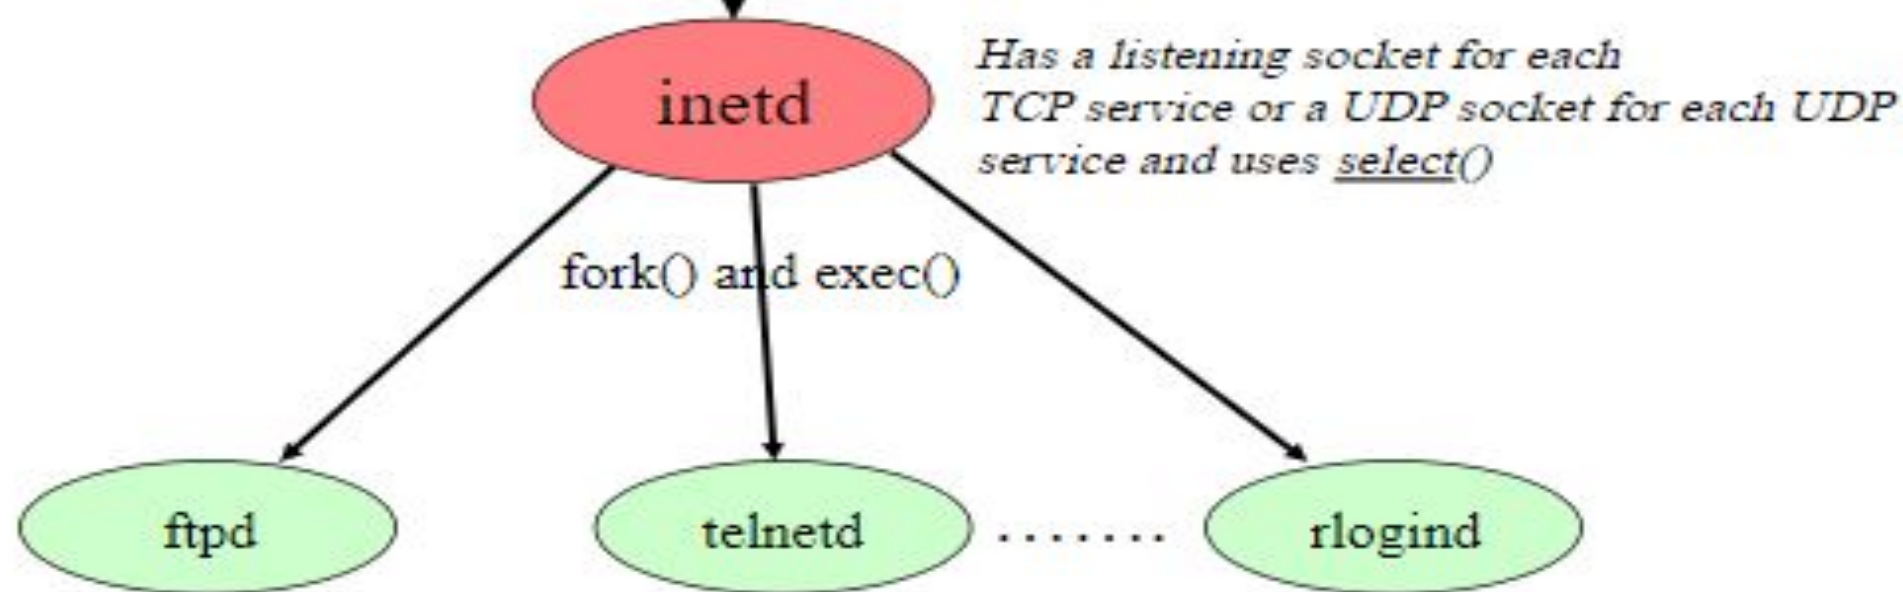 inetd
Has a listening socket for each
TCP service or a UDP socket for each UDP
service and uses select()
fork() and exec()
ftpd
telnetd
.......
rlogind